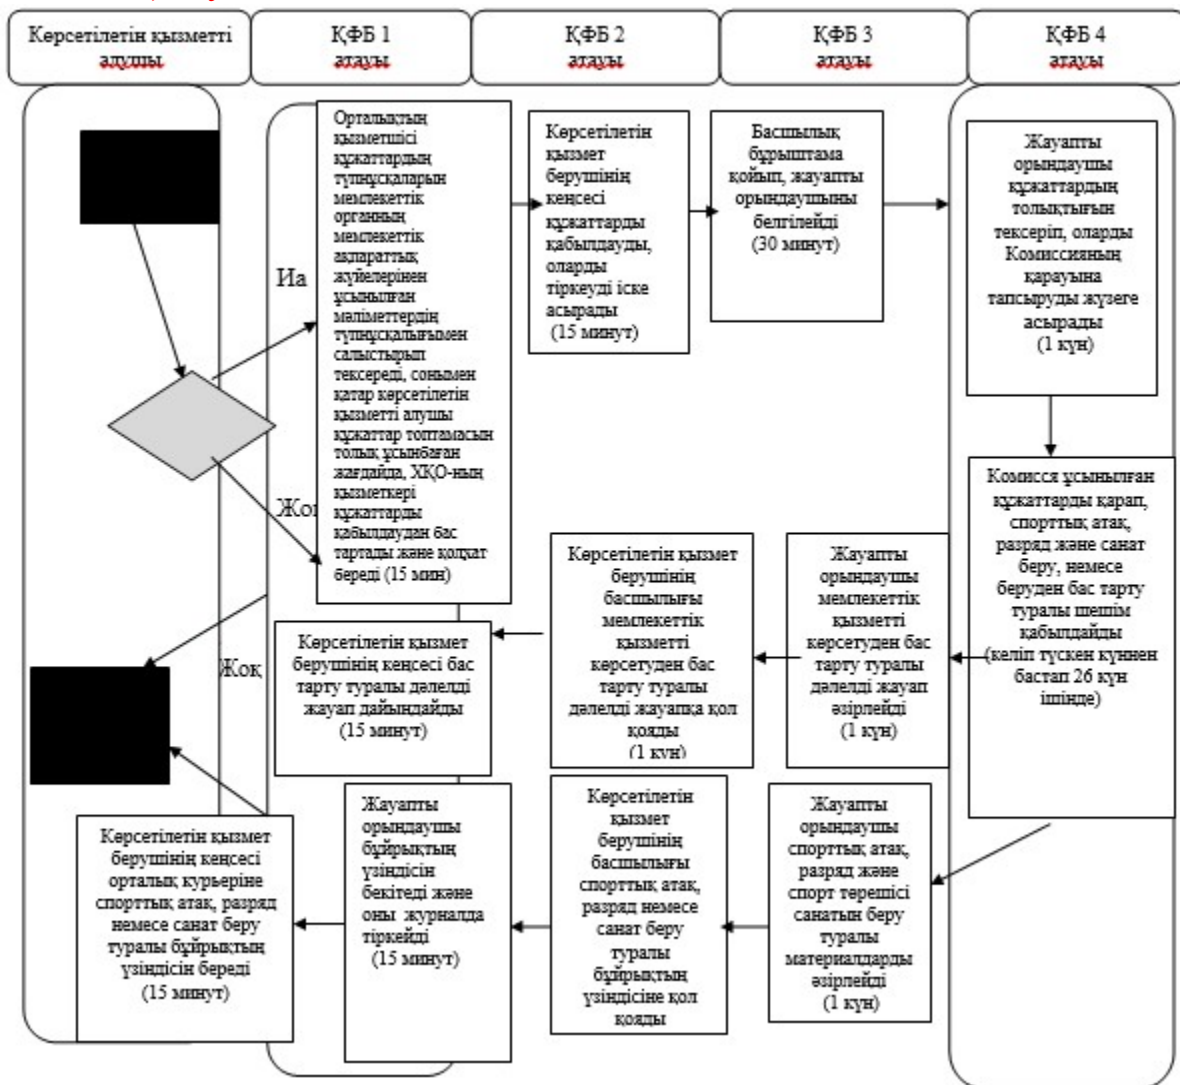 Көрсетілетін қызметті
алушы
ҚФБ 1
атауы
ҚФБ 2
атауы
ҚФБ 3
атауы
ҚФБ 4
атауы
Орталықтың
қызметшісі
құжаттардың
түпнұсқаларын
мемлекеттік
органның
мемлекеттік
ақпараттық
жүйелерінен
ұсынылған
мәліметтердің
түпнұсқалығымен
салыстырып
тексереді, сонымен
қатар көрсетілетін
қызметті алушы
құжаттар топтамасын
толық ұсынбаған
жағдайда, ХҚО-ның
қызметкері
құжаттарды
қабылдаудан бас
тартады және қолхат
береді (15 мин)
Көрсетілетін
қызмет
берушінің
кеңсесі
құжаттарды
қабылдауды,
оларды
тіркеуді іске
асырады
(15 минут)
Басшылық
бұрыштама
қойып, жауапты
орындаушыны
белгілейді
(30 минут)
Жауапты
орындаушы
құжаттардың
толықтығын
тексеріп, оларды
Комиссияның
қарауына
тапсыруды жүзеге
асырады
(1 күн)
Иа
Жо
Комисся ұсынылған
құжаттарды қарап,
спорттық атақ,
разряд және санат
беру, немесе
беруден бас тарту
туралы шешім
қабылдайды
(келіп түскен күннен
бастап 26 күн
ішінде)
Жауапты
орындаушы
мемлекеттік
қызметті
көрсетуден бас
тарту туралы
дәлелді жауап
әзірлейді
(1 күн)
Көрсетілетін қызмет
берушінің
басшылығы
мемлекеттік
қызметті
көрсетуден бас
тарту туралы
дәлелді жауапқа қол
қояды
(1 күн)
Көрсетілетін қызмет
берушінің кеңсесі бас
тарту туралы дәлелді
жауап дайындайды
(15 минут)
Жоқ
Жауапты
орындаушы
спорттық атақ,
разряд және
спорт төрешісі
санатын беру
туралы
материалдарды
әзірлейді
(1 күн)
Көрсетілетін
қызмет
берушінің
басшылығы
спорттық атақ,
разряд немесе
санат беру
туралы
бұйрықтың
үзіндісіне қол
қояды
Жауапты
орындаушы
бұйрықтың
үзіндісін
бекітеді және
оны журналда
тіркейді
(15 минут)
Көрсетілетін қызмет
берушінің кеңсесі
орталық курьеріне
спорттық атақ, разряд
немесе санат беру
туралы бұйрықтың
үзіндісін береді
(15 минут)